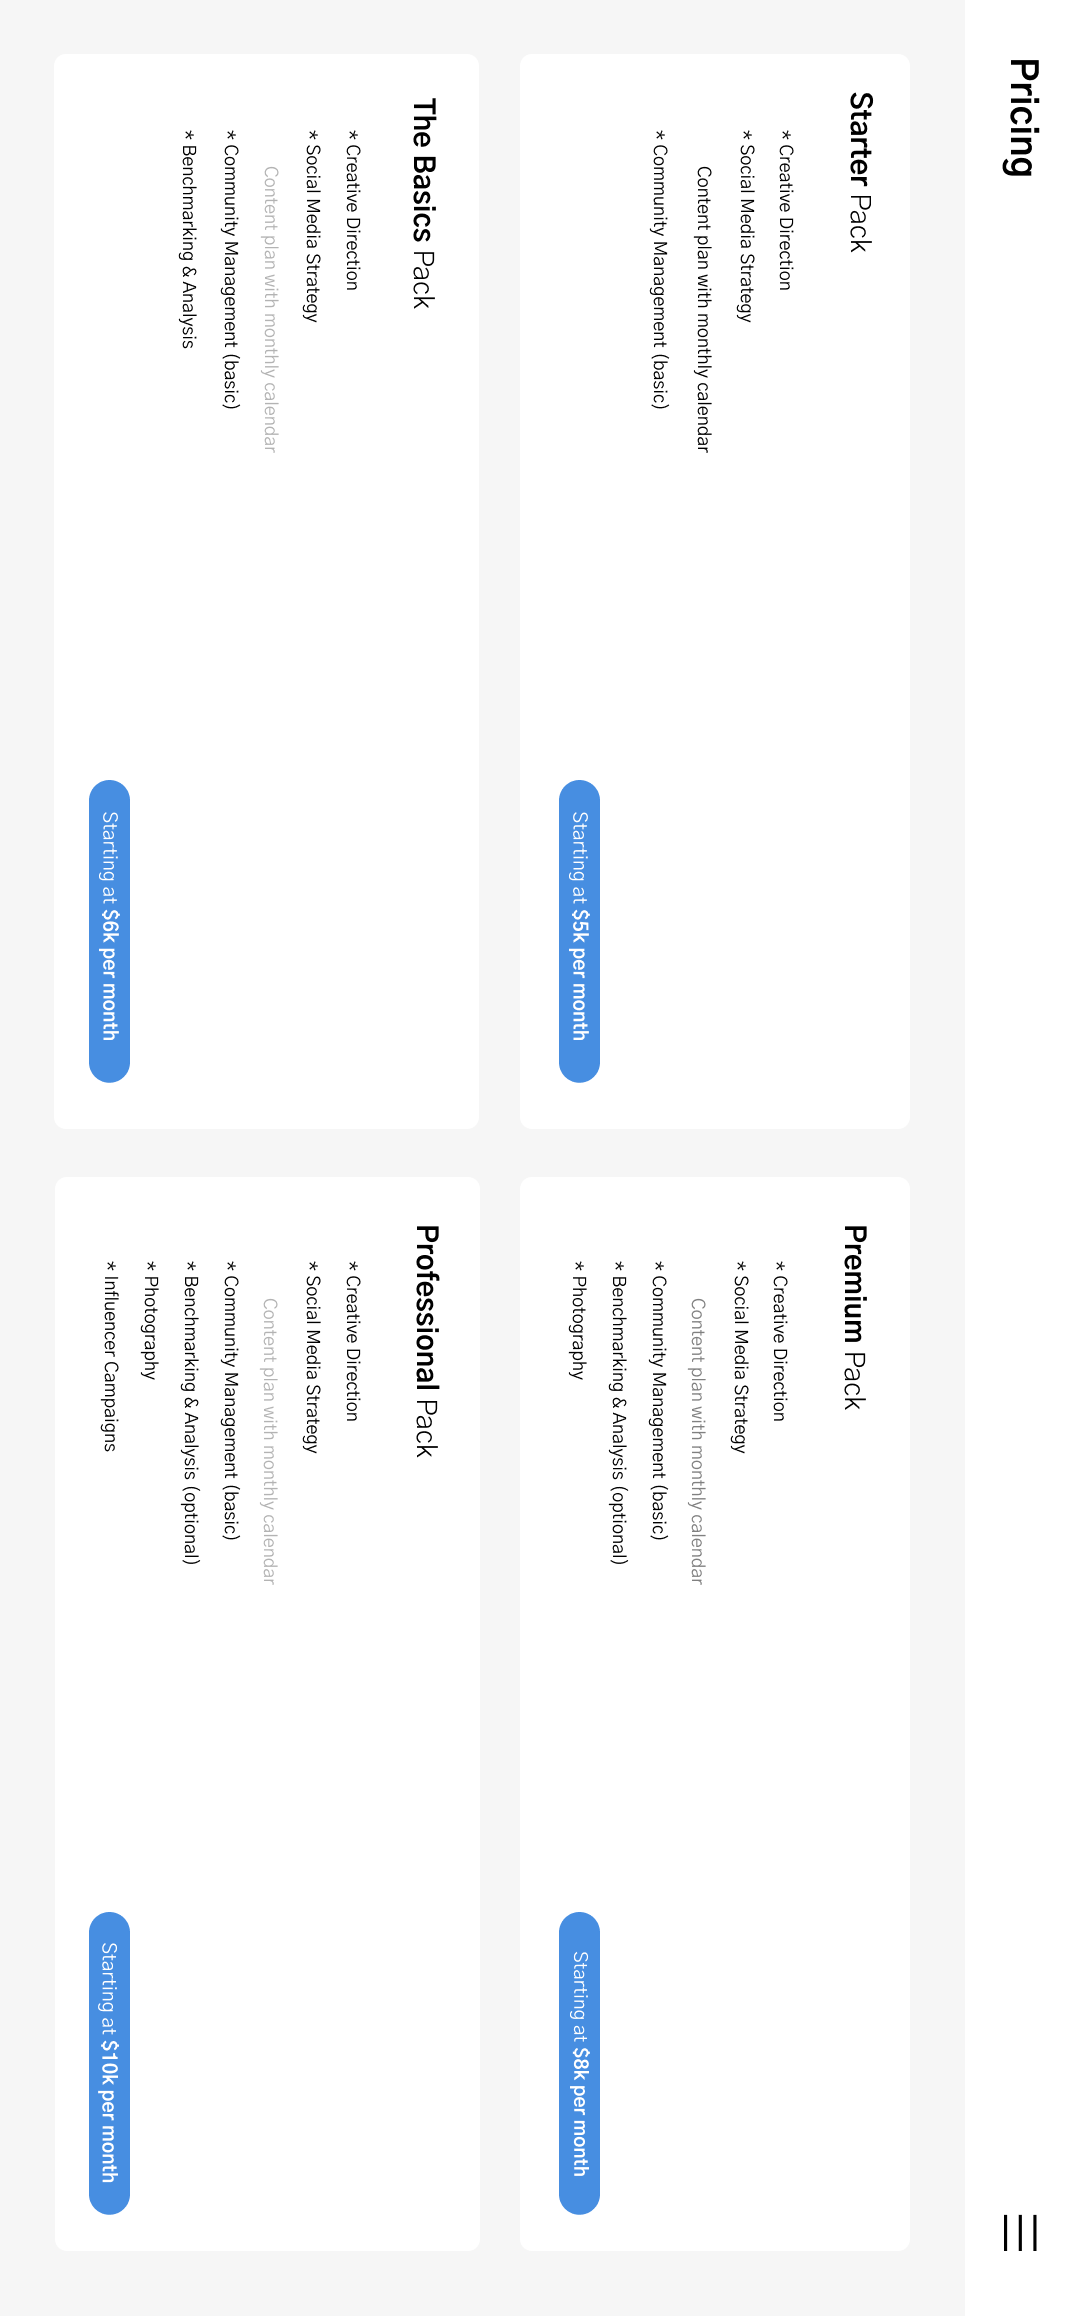 Pricing
Starter Pack
* Creative Direction
* Social Media Strategy
Content plan with monthly calendar
* Community Management (basic)
Starting at $5k per month
Premium Pack
* Creative Direction
* Social Media Strategy
Content plan with monthly calendar
* Community Management (basic)
* Benchmarking & Analysis (optional)
* Photography
Starting at $8k per month
The Basics Pack
* Creative Direction
* Social Media Strategy
Content plan with monthly calendar
* Community Management (basic)
* Benchmarking & Analysis
Starting at $6k per month
Professional Pack
* Creative Direction
* Social Media Strategy
Content plan with monthly calendar
* Community Management (basic)
* Benchmarking & Analysis (optional)
* Photography
* Influencer Campaigns
Starting at $10k per month